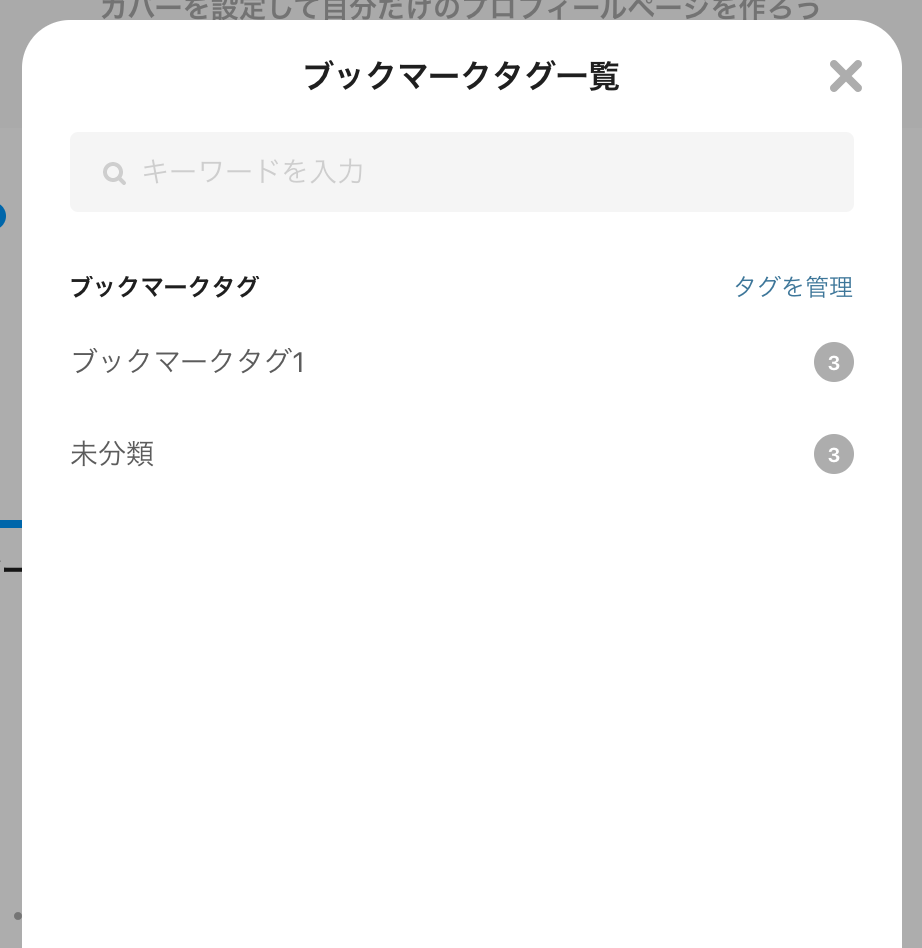 カバーを設定して自分だけのプロフィールページを作ろう
ブックマークタグ一覧
キーワードを入力
ブックマークタグ
タグを管理
ブックマークタグ1
3
未分類
3